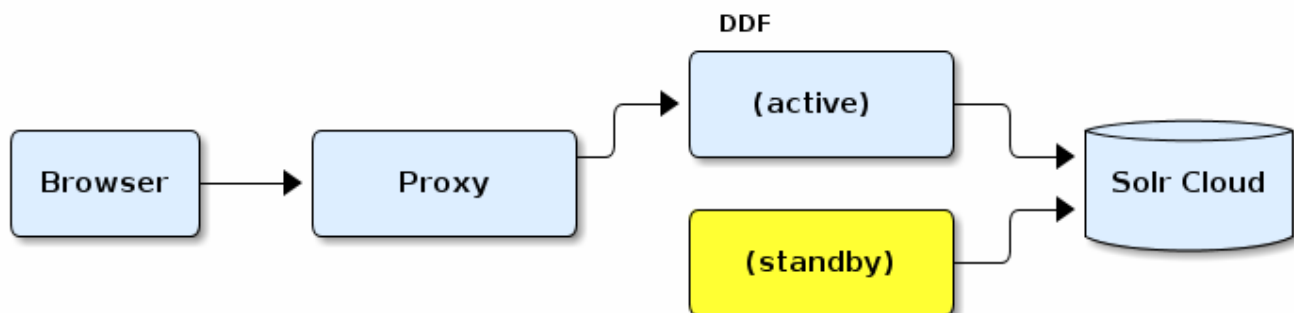 DDF
(active)
Browser
Proxy
Solr Cloud
(standby)